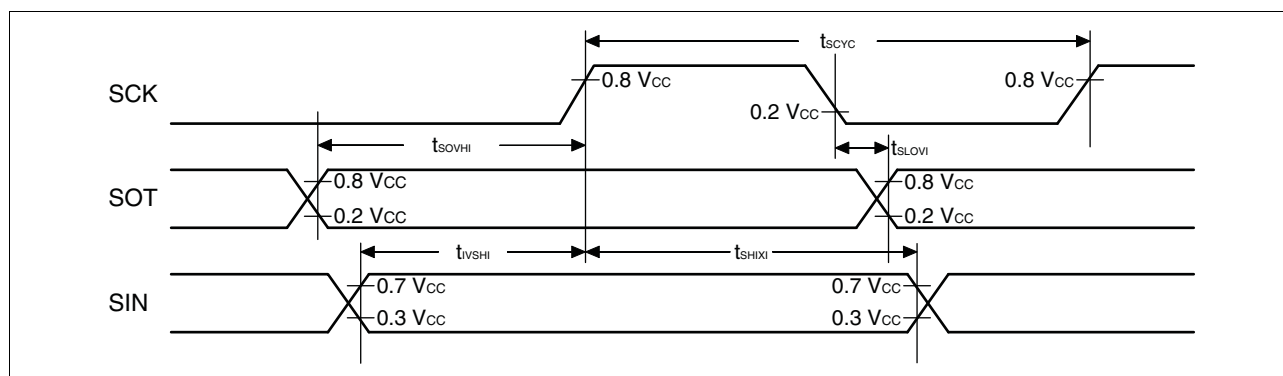 tSCYC
SCK
0.8 VCC
0.8 VCC
0.2 VCC
tSOVHI
tSLOVI
SOT
0.8 VCC
0.8 VCC
0.2 VCC
0.2 VCC
tIVSHI
tSHIXI
SIN
0.7 VCC
0.7 VCC
0.3 VCC
0.3 VCC